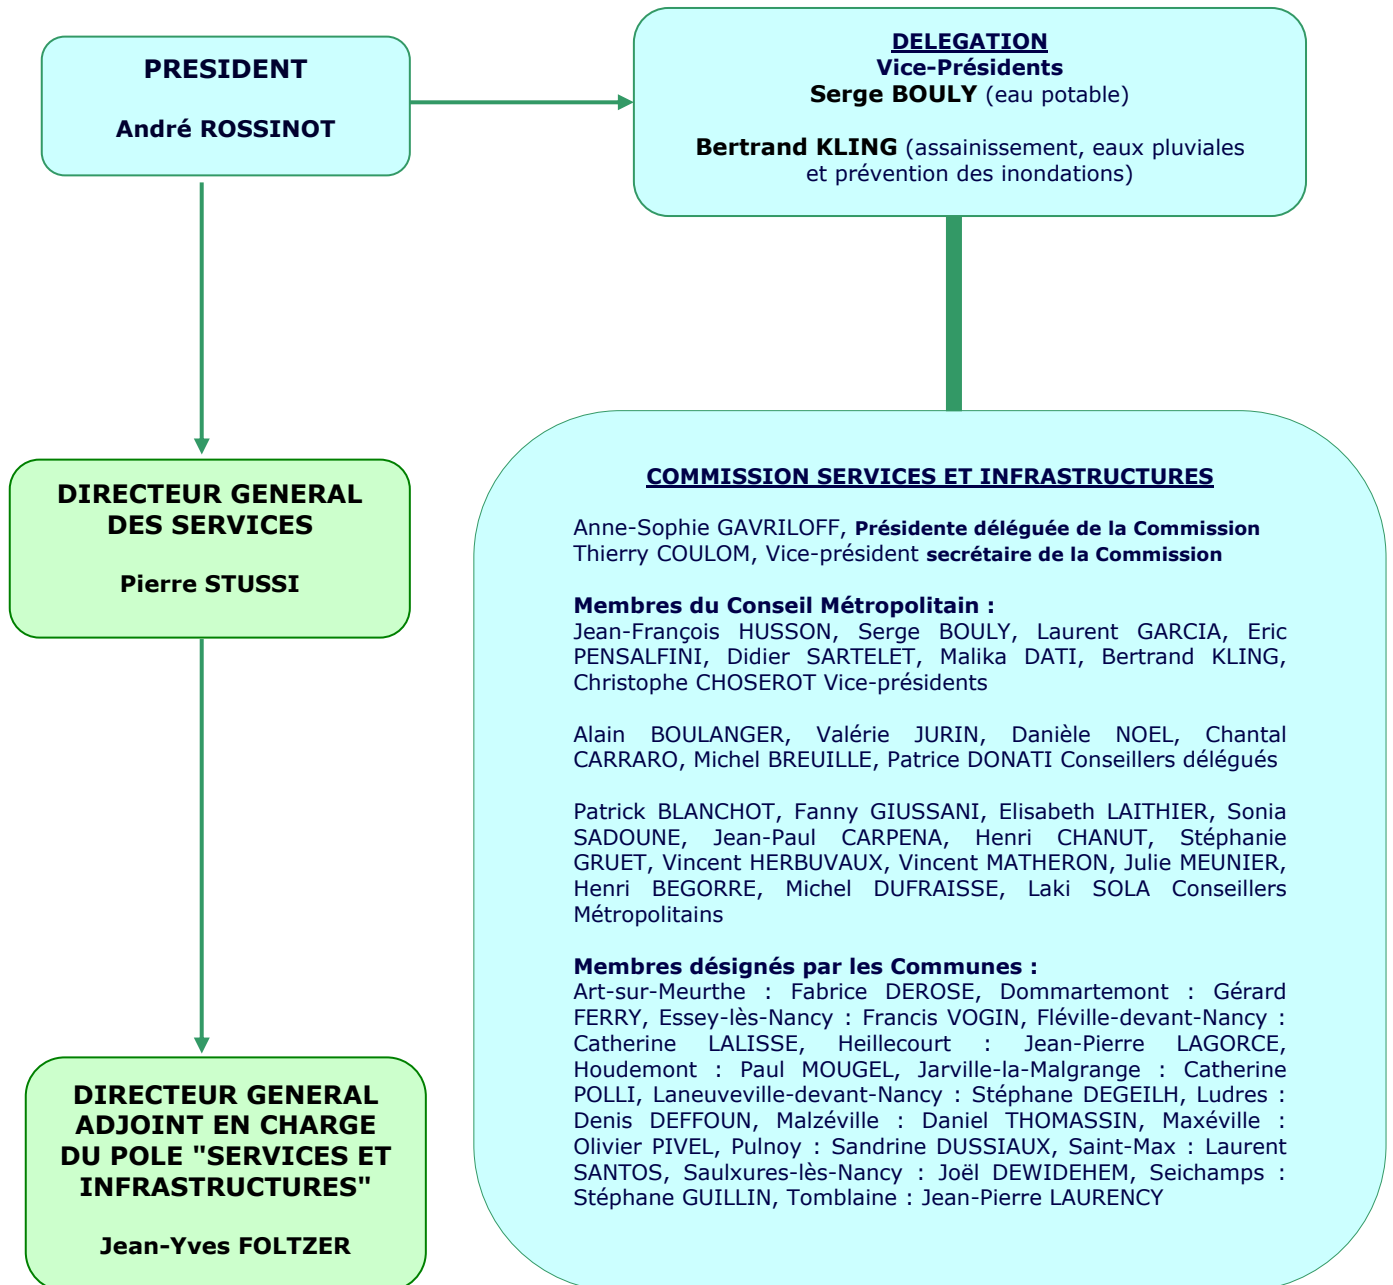 PRESIDENT
André ROSSINOT
DELEGATION
Vice-Présidents
Serge BOULY (eau potable)
Bertrand KLING (assainissement, eaux pluviales
et prévention des inondations)
DIRECTEUR GENERAL
DES SERVICES
Pierre STUSSI
COMMISSION SERVICES ET INFRASTRUCTURES
Anne-Sophie GAVRILOFF, Présidente déléguée de la Commission
Thierry COULOM, Vice-président secrétaire de la Commission
Membres du Conseil Métropolitain :
Jean-François HUSSON, Serge BOULY, Laurent GARCIA, Eric
PENSALFINI, Didier SARTELET, Malika DATI, Bertrand KLING,
Christophe CHOSEROT Vice-présidents
Alain BOULANGER, Valérie JURIN, Danièle NOEL, Chantal
CARRARO, Michel BREUILLE, Patrice DONATI Conseillers délégués
Patrick BLANCHOT, Fanny GIUSSANI, Elisabeth LAITHIER, Sonia
SADOUNE, Jean-Paul CARPENA, Henri CHANUT, Stéphanie
GRUET, Vincent HERBUVAUX, Vincent MATHERON, Julie MEUNIER,
Henri BEGORRE, Michel DUFRAISSE, Laki SOLA Conseillers
Métropolitains
Membres désignés par les Communes :
Art-sur-Meurthe : Fabrice DEROSE, Dommartemont : Gérard
FERRY, Essey-lès-Nancy : Francis VOGIN, Fléville-devant-Nancy :
Catherine LALISSE, Heillecourt : Jean-Pierre LAGORCE,
Houdemont : Paul MOUGEL, Jarville-la-Malgrange : Catherine
POLLI, Laneuveville-devant-Nancy : Stéphane DEGEILH, Ludres :
Denis DEFFOUN, Malzéville : Daniel THOMASSIN, Maxéville :
Olivier PIVEL, Pulnoy : Sandrine DUSSIAUX, Saint-Max : Laurent
SANTOS, Saulxures-lès-Nancy : Joël DEWIDEHEM, Seichamps :
Stéphane GUILLIN, Tomblaine : Jean-Pierre LAURENCY
DIRECTEUR GENERAL
ADJOINT EN CHARGE
DU POLE "SERVICES ET
INFRASTRUCTURES"
Jean-Yves FOLTZER